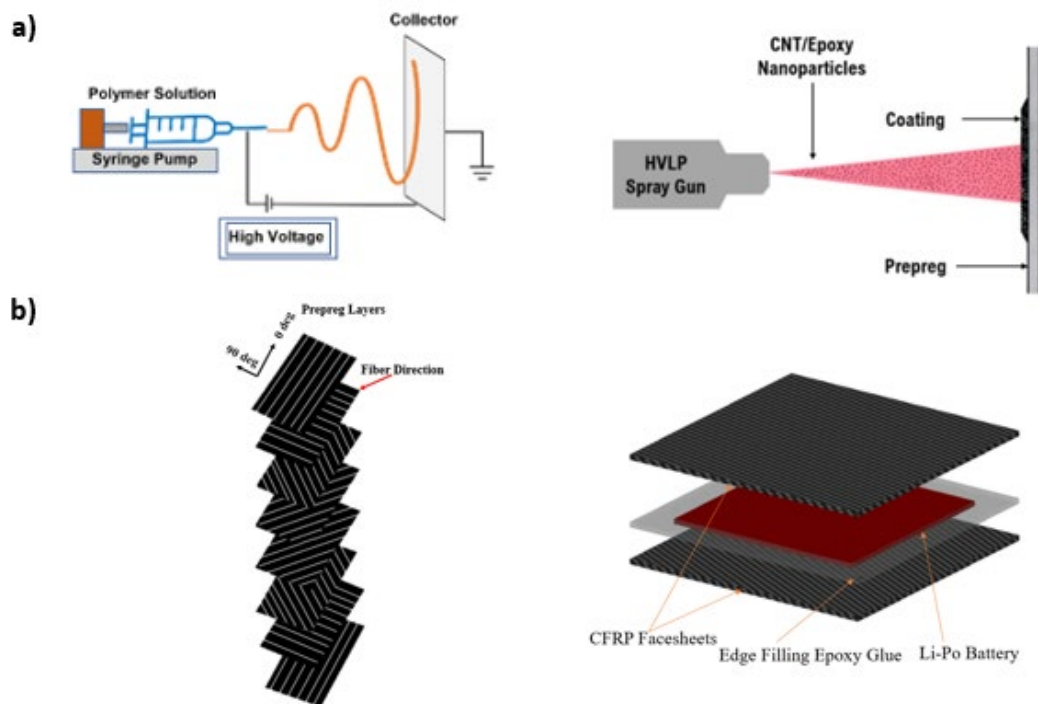 a)
Collector
Polymer Solution
Syringe Pump
High Voltage
CNT/Epoxy
Nanoparticles
Coating
HVLP
Spray Gun
Prepreg
b)
Prepreg Layers
0 deg
90 deg
Fiber Direction
CFRP Facesheets
Edge Filling Epoxy Glue
Li-Po Battery